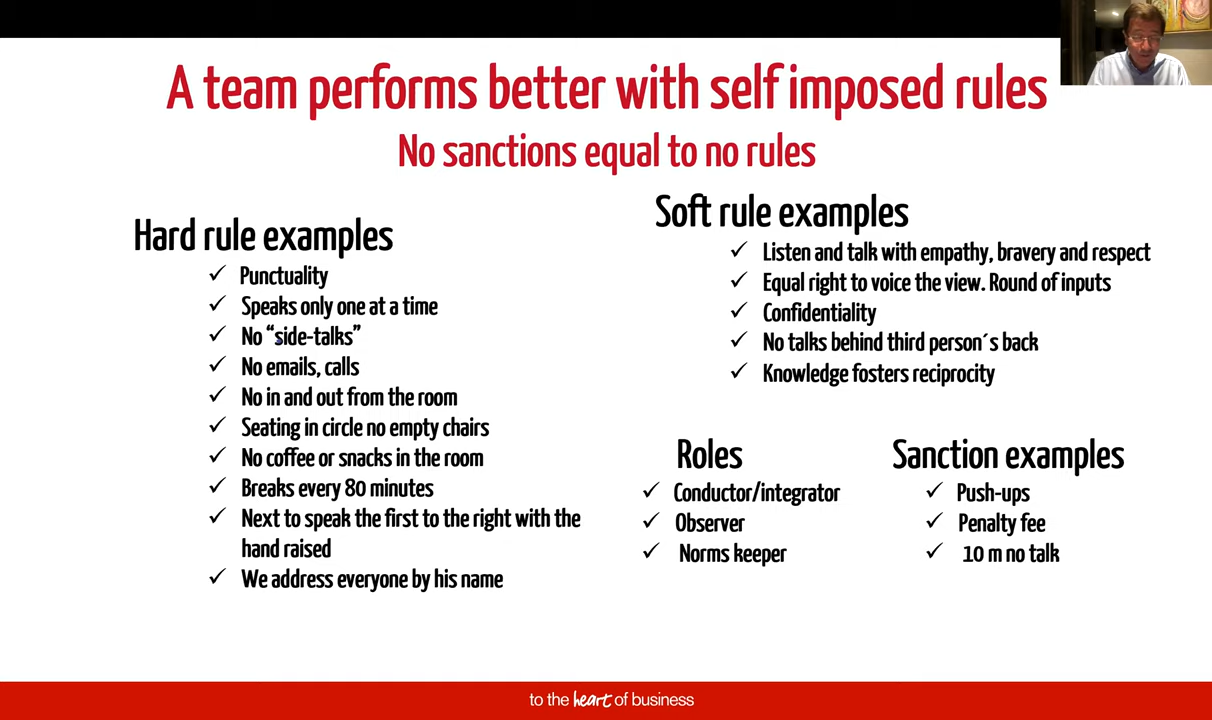 A team performs better with self imposed rules
No sanctions equal to no rules
Hard rule examples
✓ Punctuality
✓ Speaks only one at a time
✓ No “side-talks”
✓ No emails, calls
✓ No in and out from the room
✓ Seating in circle no empty chairs
✓ No coffee or snacks in the room
✓ Breaks every 80 minutes
✓ Next to speak the first to the right with the
hand raised
✓ We address everyone by his name
Soft rule examples
✓ Listen and talk with empathy, bravery and respect
✓ Equal right to voice the view. Round of inputs
✓ Confidentiality
✓ No talks behind third person´s back
✓ Knowledge fosters reciprocity
Roles
✓ Conductor/integrator
✓ Observer
✓ Norms keeper
Sanction examples
✓ Push-ups
✓ Penalty fee
✓ 10 m no talk
to the heart of business